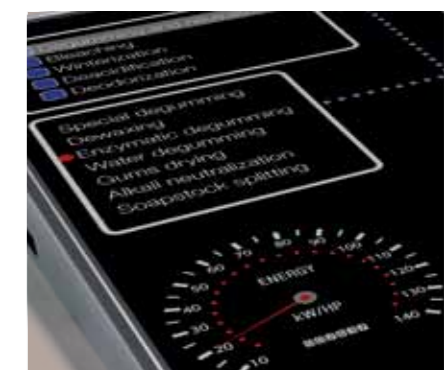 Bleaching
Winterization
Deacidification
Deodorization
Special degumming
Dewaxing
Enzymatic degumming
Water degumming
Gums drying
Alkali neutralization
Soapstock splitting
ENERGY
kW/HP
10
20
30
40
50
60
70
80
90
100
110
120
130
140